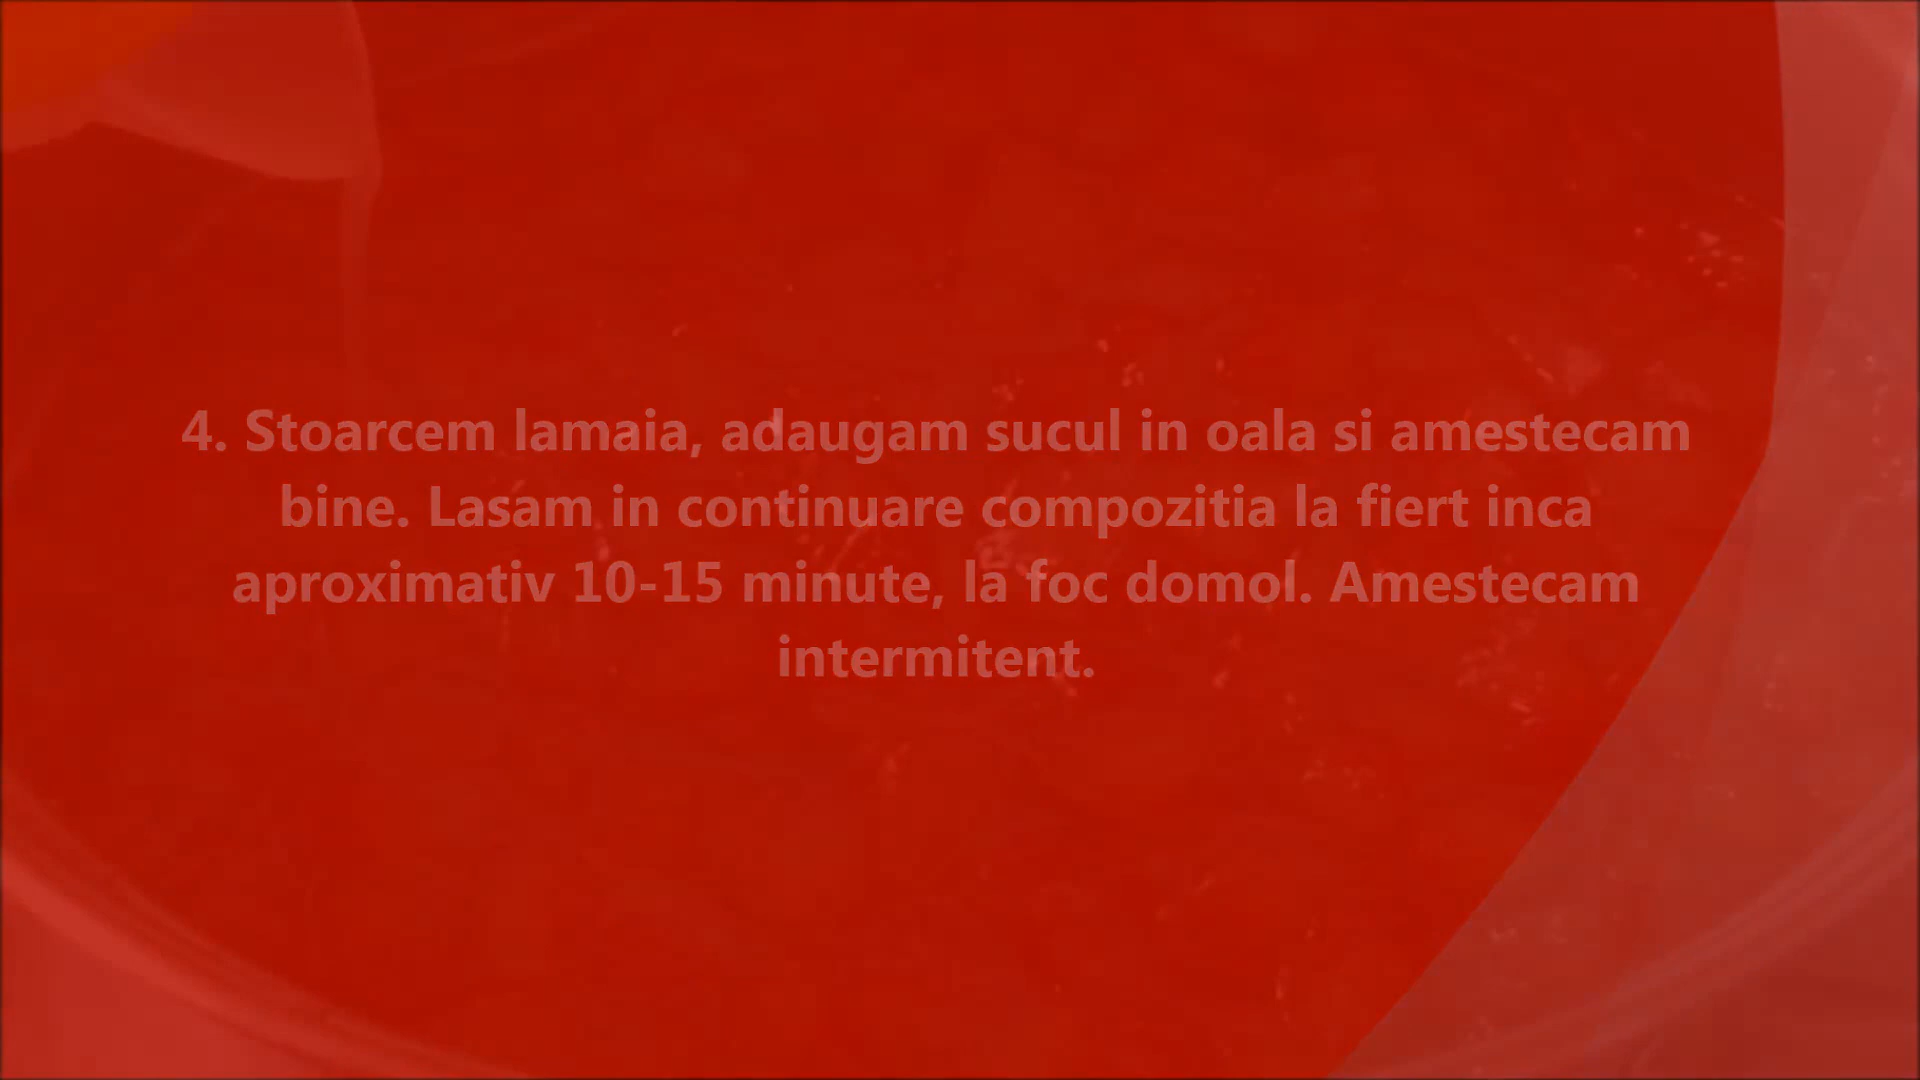 4. Stoarcem lamaia, adaugam sucul in oala si amestecam
bine. Lasam in continuare compozitia la fiert inca
aproximativ 10-15 minute, la foc domol. Amestecam
intermitent.